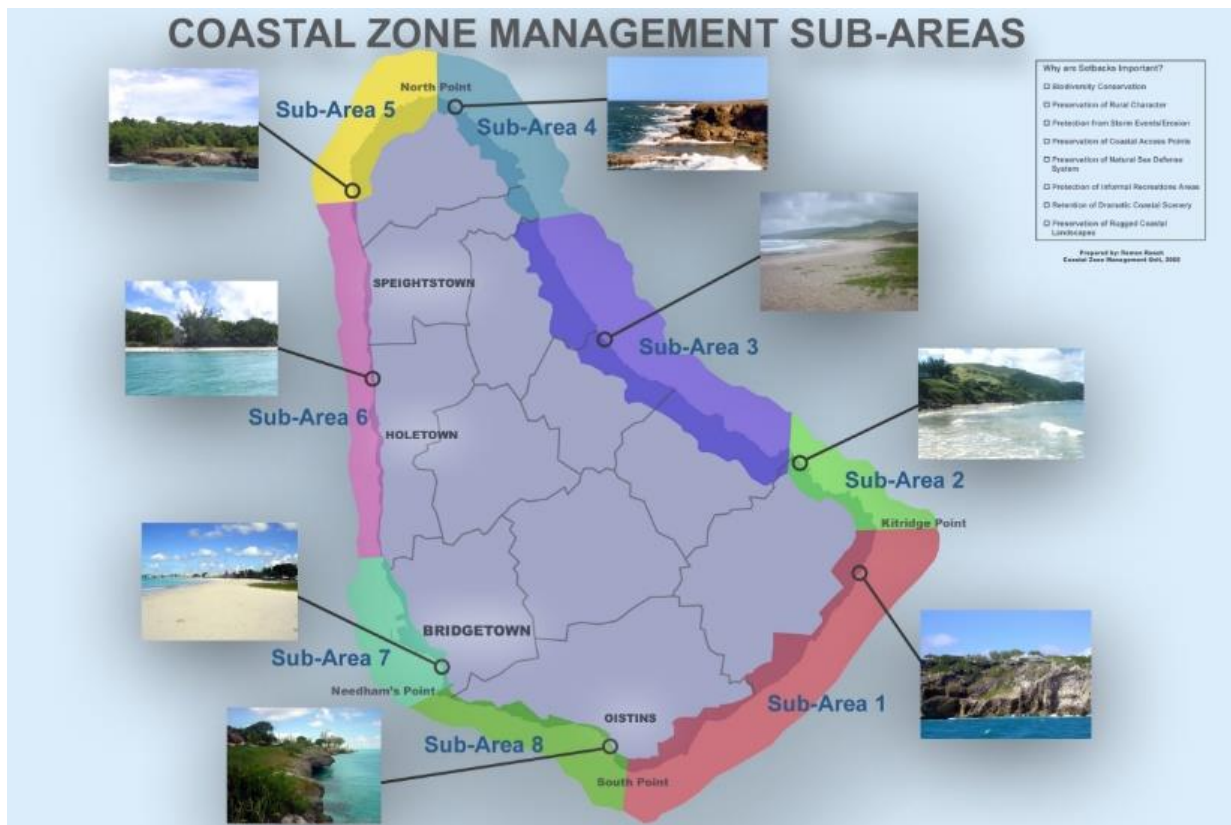 COASTAL ZONE MANAGEMENT SUB-AREAS
Why are Setbacks Important?
Biodiversity Conservation
Preservation of Rural Character
Protection from Storm Events/Erosion
Preservation of Coastal Access Points
Preservation of Natural Sea Defense
System
Protection of Informal Recreations Areas
Retention of Dramatic Coastal Scenery
Preservation of Rugged Coastal
Landscapes
Prepared by: Ramon
Coastal Zone Management Unit,
North Point
Sub-Area 5
Sub-Area 4
SPEIGHTSTOWN
Sub-Area 3
Sub-Area 6
HOLETOWN
Sub-Area 2
Kitridge Point
BRIDGETOWN
Sub-Area 7
Needham's Point
Sub-Area 1
OISTINS
Sub-Area 8
South Point